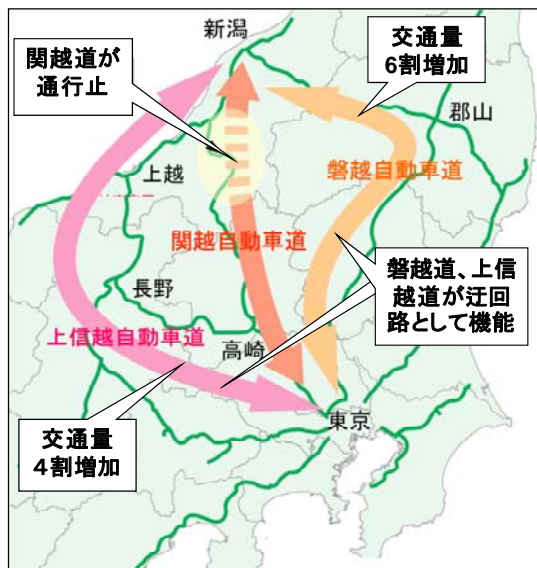 新潟
関越道が
通行止
交通量
6割増加
郡山
上越
磐越自動車道
関越自動車道
長野
磐越道、上信
越道が迂回
路として機能
上信越自動車道
高崎
東京
交通量
4割増加